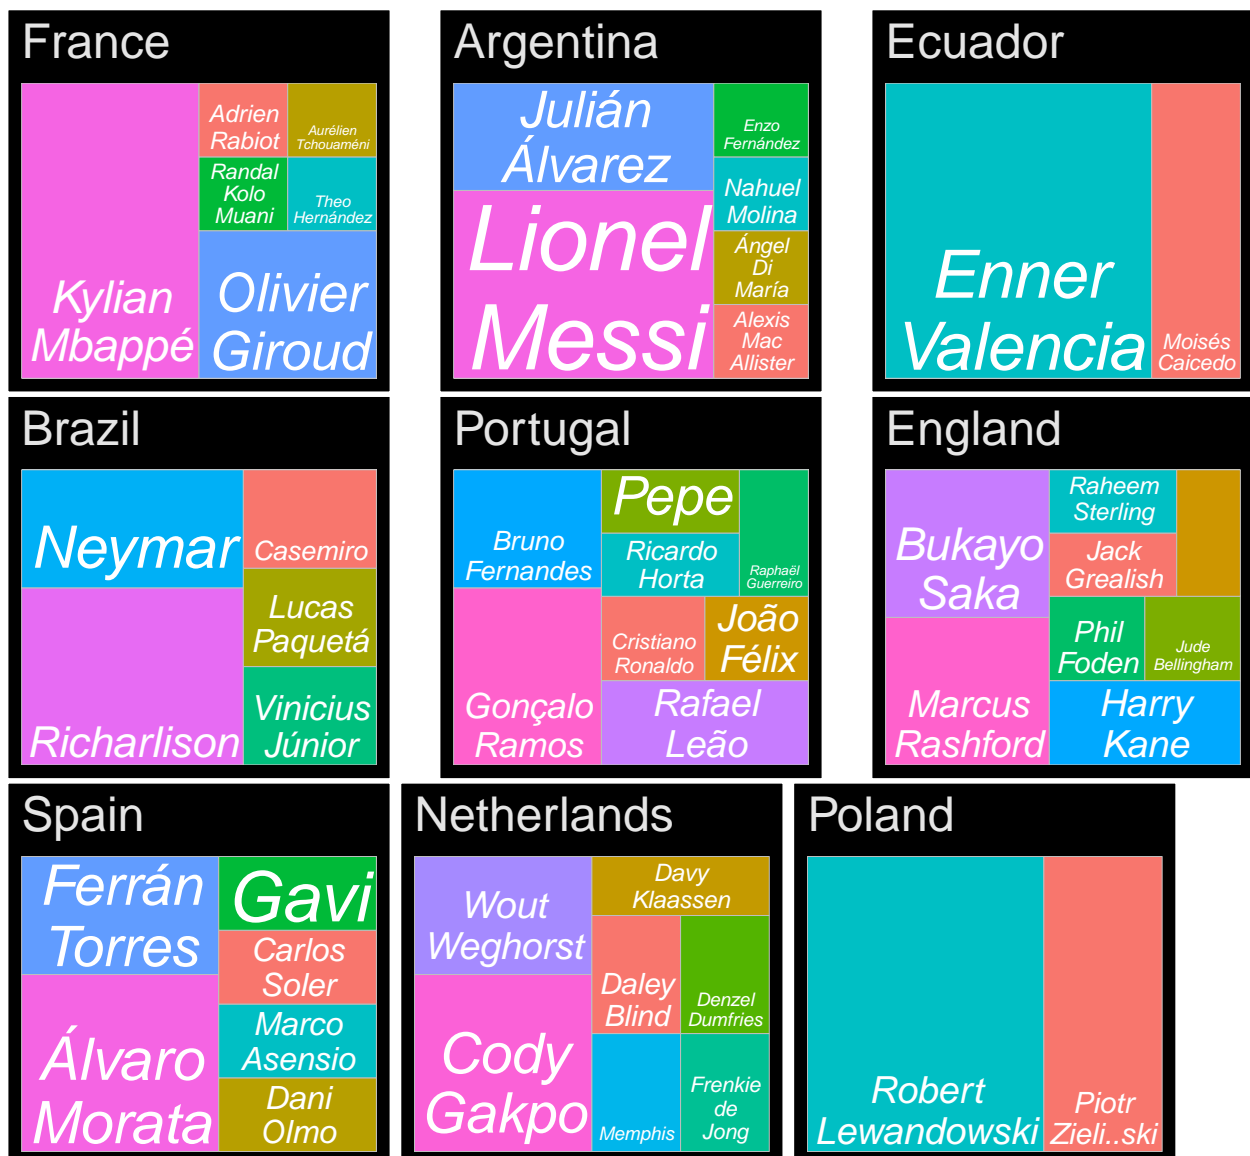 France
Adrien
Rabiot
Aurélien
Tchouaméni
Randal
Kolo
Muani
Theo
Hernández
Kylian
Mbappé
Olivier
Giroud
Argentina
Julián
Álvarez
Enzo
Fernández
Nahuel
Molina
Lionel
Messi
Ángel
Di
María
Alexis
Mac
Allister
Ecuador
Enner
Valencia
Moisés
Caicedo
Brazil
Neymar
Casemiro
Lucas
Paquetá
Richarlison
Vinicius
Júnior
Portugal
Bruno
Fernandes
Pepe
Ricardo
Horta
Raphaël
Guerreiro
Gonçalo
Ramos
Cristiano
Ronaldo
João
Félix
Rafael
Leão
England
Bukayo
Saka
Raheem
Sterling
Jack
Grealish
Phil
Foden
Jude
Bellingham
Marcus
Rashford
Harry
Kane
Spain
Ferrán
Torres
Gavi
Carlos
Soler
Álvaro
Morata
Marco
Asensio
Dani
Olmo
Netherlands
Wout
Weghorst
Davy
Klaassen
Daley
Blind
Denzel
Dumfries
Cody
Gakpo
Memphis
Frenkie
de
Jong
Poland
Robert
Lewandowski
Piotr
Zieli..ski